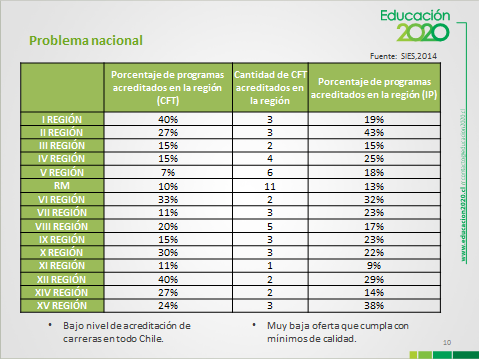 Educación
2020
Problema nacional
Fuente: SIES,2014
Porcentaje de programas acreditados en la región (CFT) Cantidad de CFT acreditados en la región Porcentaje de programas acreditados en la región (IP)
I REGIÓN 40% 3 19%
II REGIÓN 27% 3 43%
III REGIÓN 15% 2 15%
IV REGIÓN 15% 4 25%
V REGIÓN 7% 6 18%
RM 10% 11 13%
VI REGIÓN 33% 2 32%
VII REGIÓN 11% 3 23%
VIII REGIÓN 20% 5 17%
IX REGIÓN 15% 3 23%
X REGIÓN 30% 3 22%
XI REGIÓN 11% 1 9%
XII REGIÓN 40% 2 29%
XIV REGIÓN 27% 2 14%
XV REGIÓN 24% 3 38%
• Bajo nivel de acreditación de
carreras en todo Chile.
• Muy baja oferta que cumpla con
mínimos de calidad.
www.educacion2020.cl
10